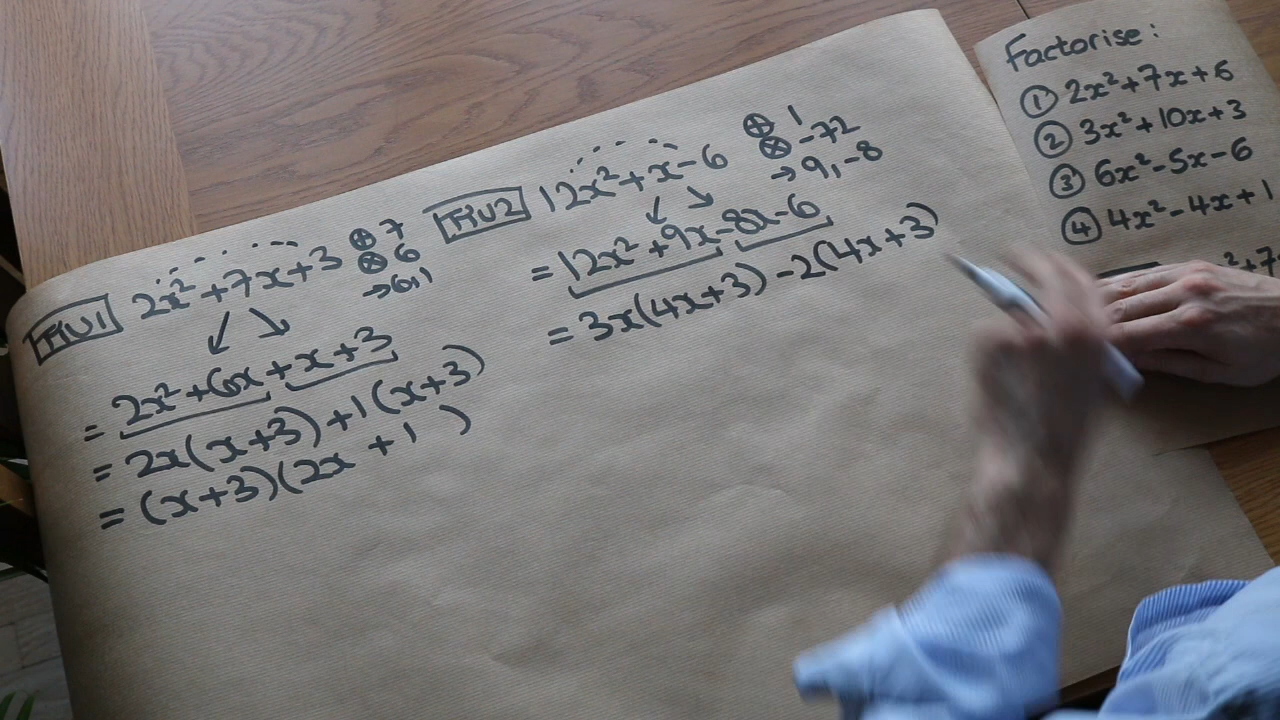 TIU1
2x²+7x+3
⊕ 7
⊗ 6
→6,1
= 2x²+6x+x+3
= 2x(x+3)+1(x+3)
= (x+3)(2x+1)
TIU2
12x²+x-6
⊕ 1
⊗ -72
→9,-8
= 12x²+9x-8x-6
= 3x(4x+3)-2(4x+3)
Factorise:
① 2x²+7x+6
② 3x²+10x+3
③ 6x²-5x-6
④ 4x²-4x+1